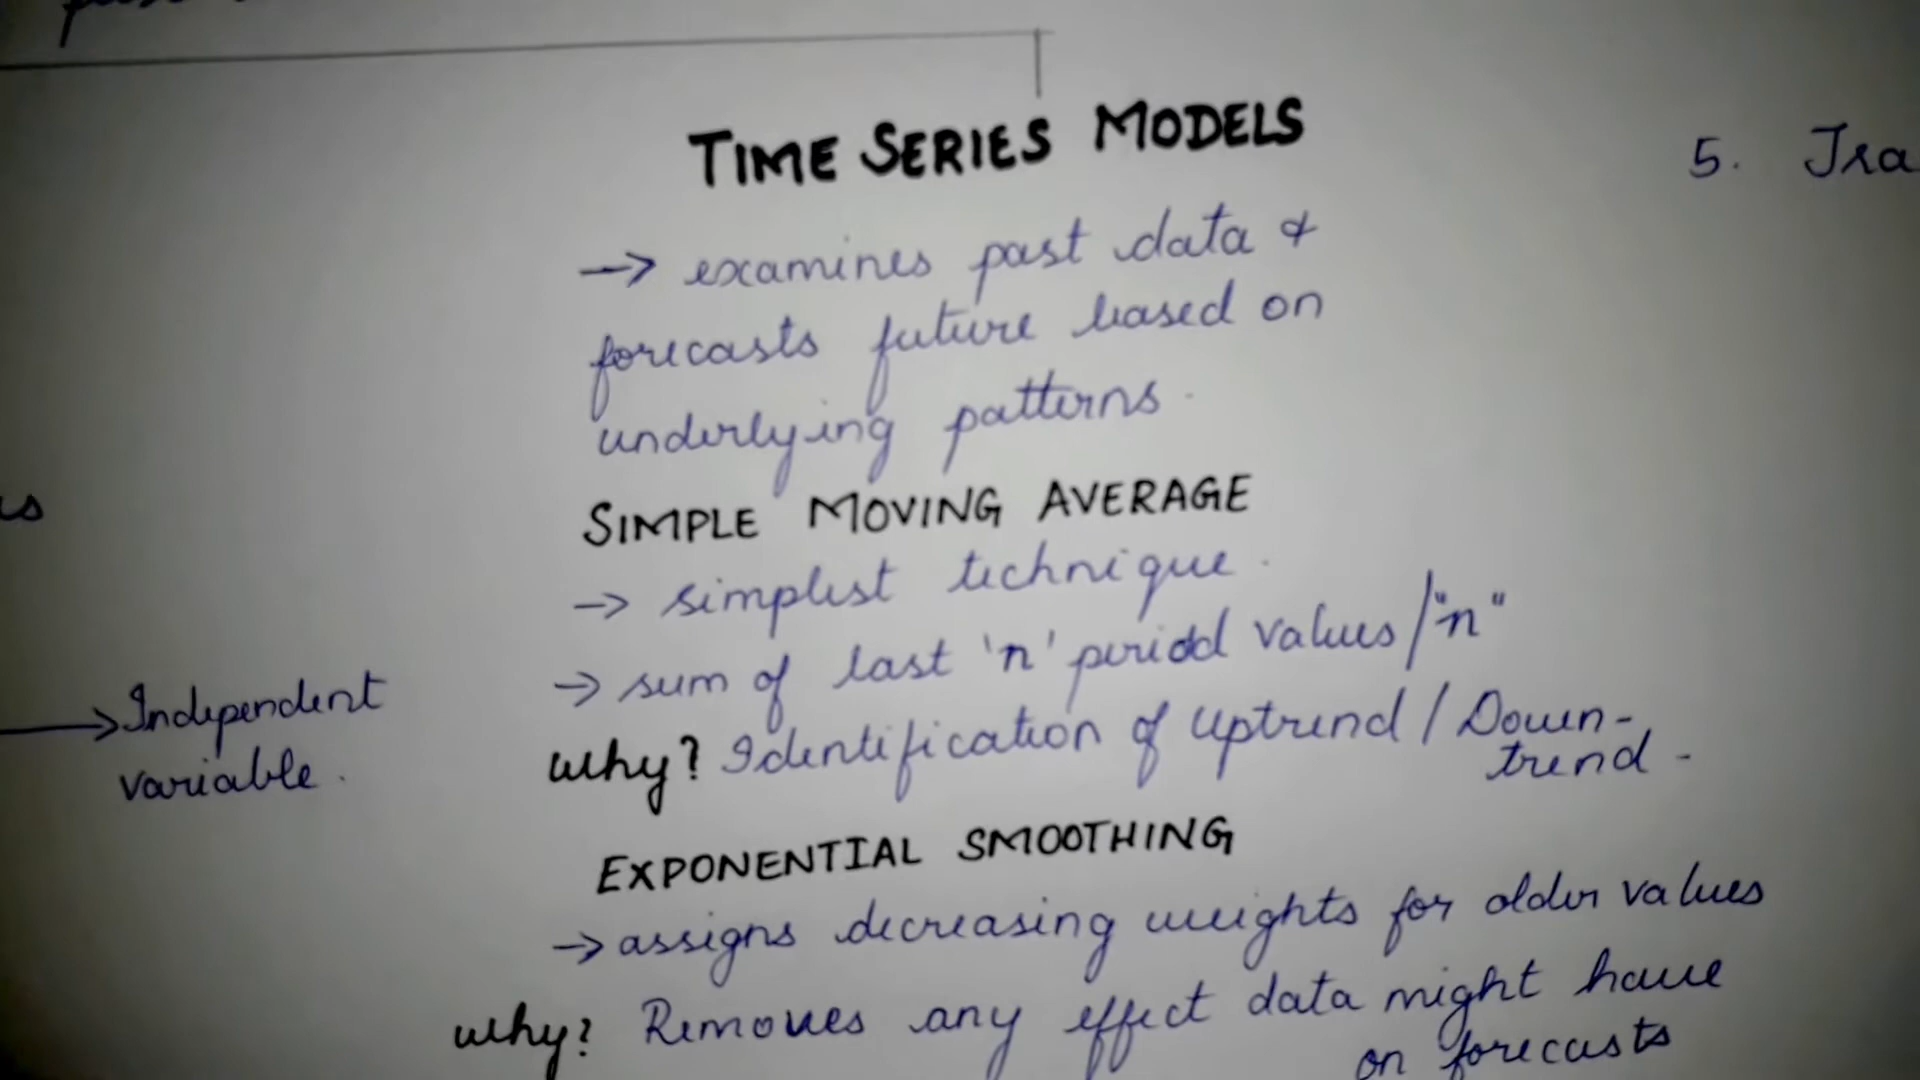 TIME SERIES MODELS
→ examines past data &
forecasts future based on
underlying patterns.
SIMPLE MOVING AVERAGE
→ simplest technique.
→ sum of last 'n' period values/"n"
why? Identification of uptrend / Down-
trend -
EXPONENTIAL SMOOTHING
→ assigns decreasing weights for older values
why? Removes any effect data might have
on forecasts
→ Independent
variable.
5. Tra